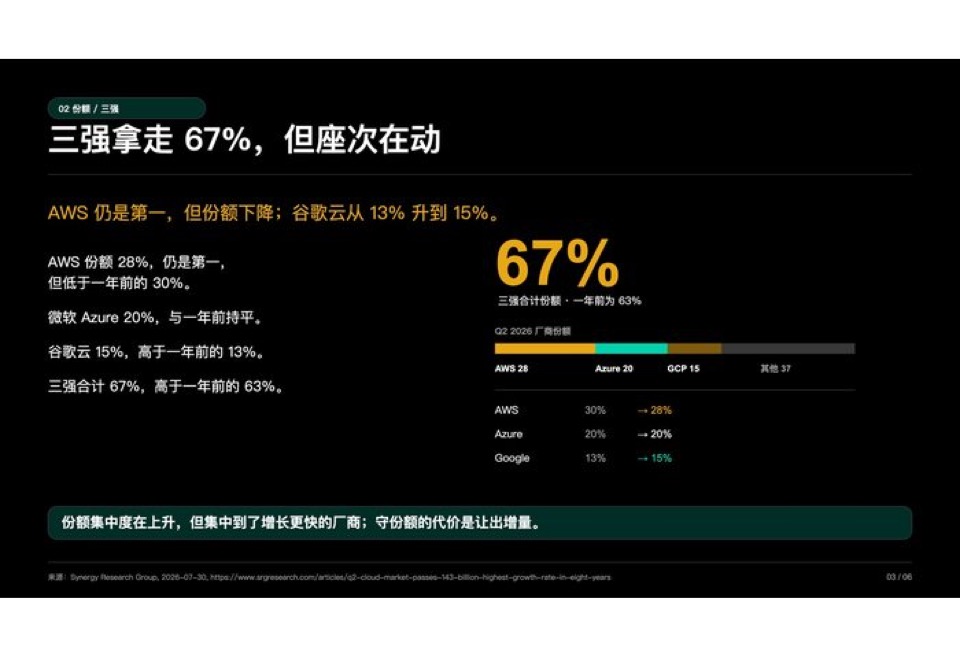 02 份额 / 三强
三强拿走 67%，但座次在动
AWS 仍是第一，但份额下降；谷歌云从 13% 升到 15%。
AWS 份额 28%，仍是第一，
但低于一年前的 30%。
微软 Azure 20%，与一年前持平。
谷歌云 15%，高于一年前的 13%。
三强合计 67%，高于一年前的 63%。
67%
三强合计份额 · 一年前为 63%
Q2 2026 厂商份额
AWS 28 Azure 20 GCP 15 其他 37
AWS 30% → 28%
Azure 20% → 20%
Google 13% → 15%
份额集中度在上升，但集中到了增长更快的厂商；守份额的代价是让出增量。
来源：Synergy Research Group, 2026-07-30, https://www.srgresearch.com/articles/q2-cloud-market-passes-143-billion-highest-growth-rate-in-eight-years
03 / 06